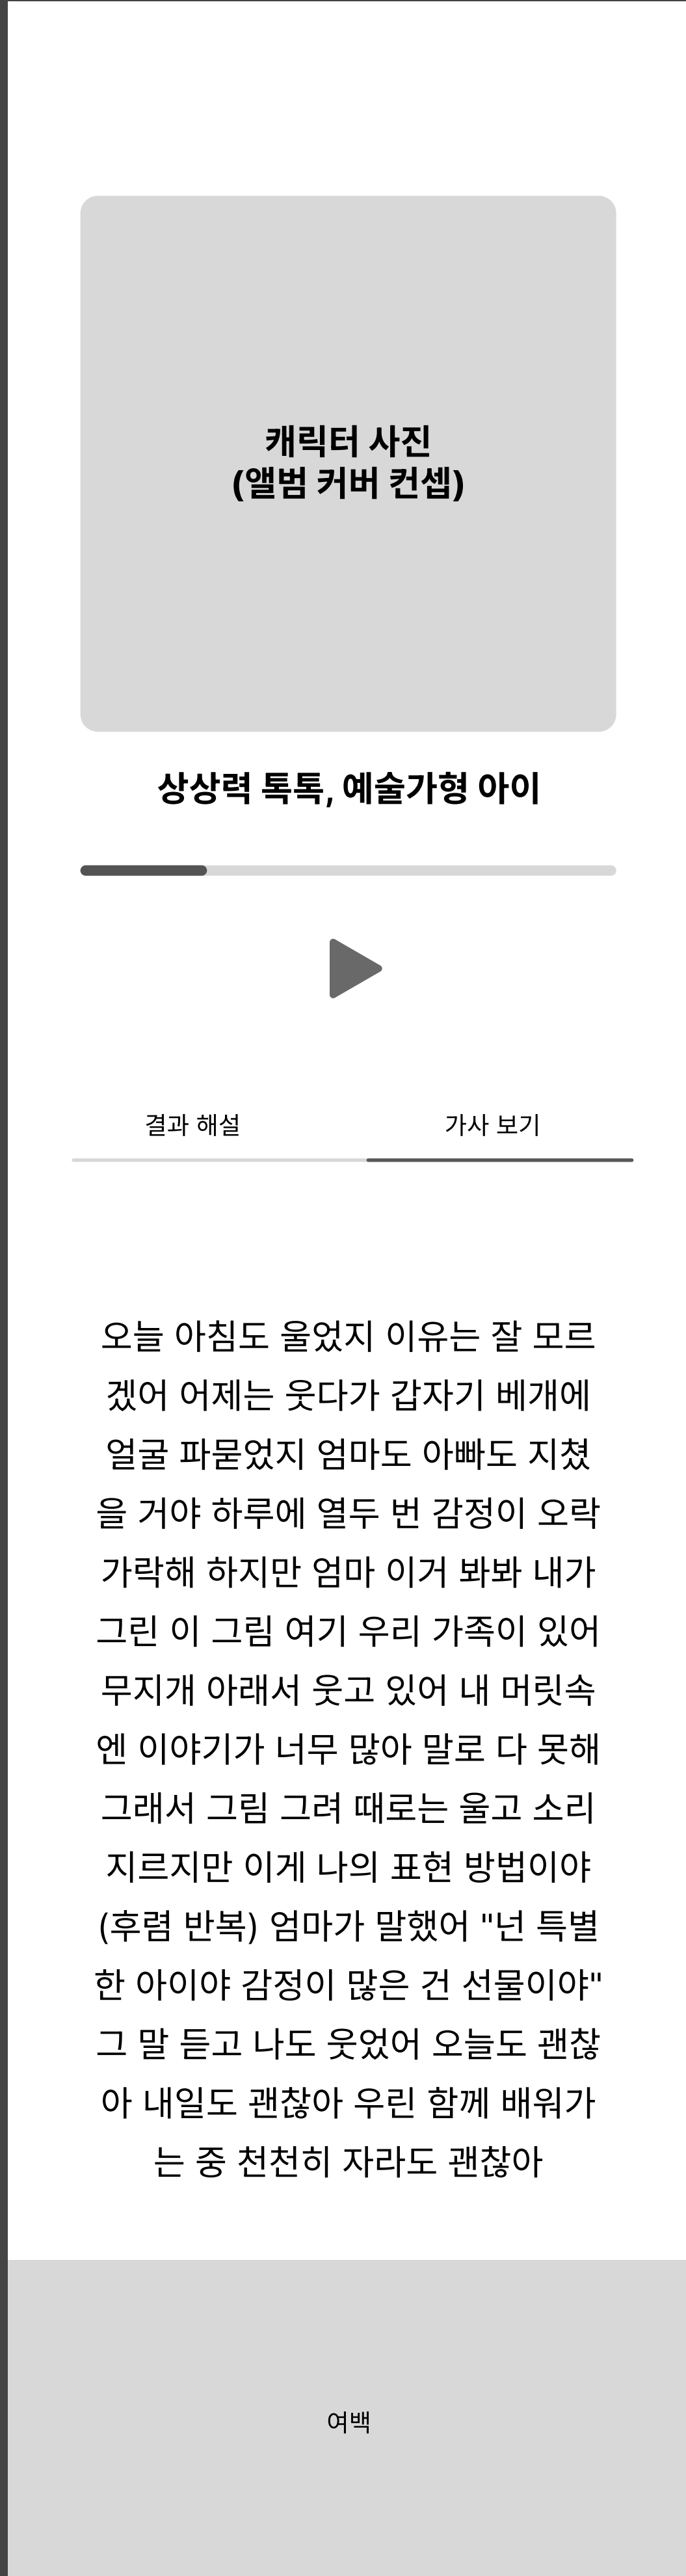 캐릭터 사진
(앨범 커버 컨셉)
상상력 톡톡, 예술가형 아이
결과 해설
가사 보기
오늘 아침도 울었지 이유는 잘 모르
겠어 어제는 웃다가 갑자기 베개에
얼굴 파묻었지 엄마도 아빠도 지쳤
을 거야 하루에 열두 번 감정이 오락
가락해 하지만 엄마 이거 봐봐 내가
그린 이 그림 여기 우리 가족이 있어
무지개 아래서 웃고 있어 내 머릿속
엔 이야기가 너무 많아 말로 다 못해
그래서 그림 그려 때로는 울고 소리
지르지만 이게 나의 표현 방법이야
(후렴 반복) 엄마가 말했어 "넌 특별
한 아이야 감정이 많은 건 선물이야"
그 말 듣고 나도 웃었어 오늘도 괜찮
아 내일도 괜찮아 우린 함께 배워가
는 중 천천히 자라도 괜찮아
여백